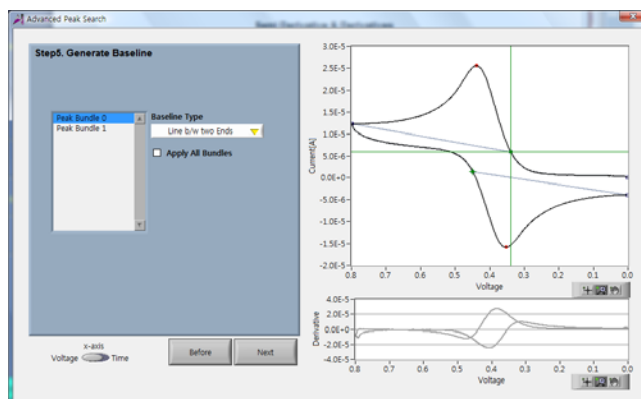 Advanced Peak Search
Step5. Generate Baseline
Peak Bundle 0
Peak Bundle 1
Baseline Type
Line b/w two Ends
Apply All Bundles
x-axis
Voltage
Time
Before
Next
3.0E-5
2.5E-5
2.0E-5
1.5E-5
1.0E-5
5.0E-6
0.0E+0
-5.0E-6
-1.0E-5
-1.5E-5
-2.0E-5
Current[A]
0.8 0.7 0.6 0.5 0.4 0.3 0.2 0.1 0.0
Voltage
4.0E-5
2.0E-5
0.0E+0
-2.0E-5
-4.0E-5
Derivative
0.8 0.7 0.6 0.5 0.4 0.3 0.2 0.1 0.0
Voltage